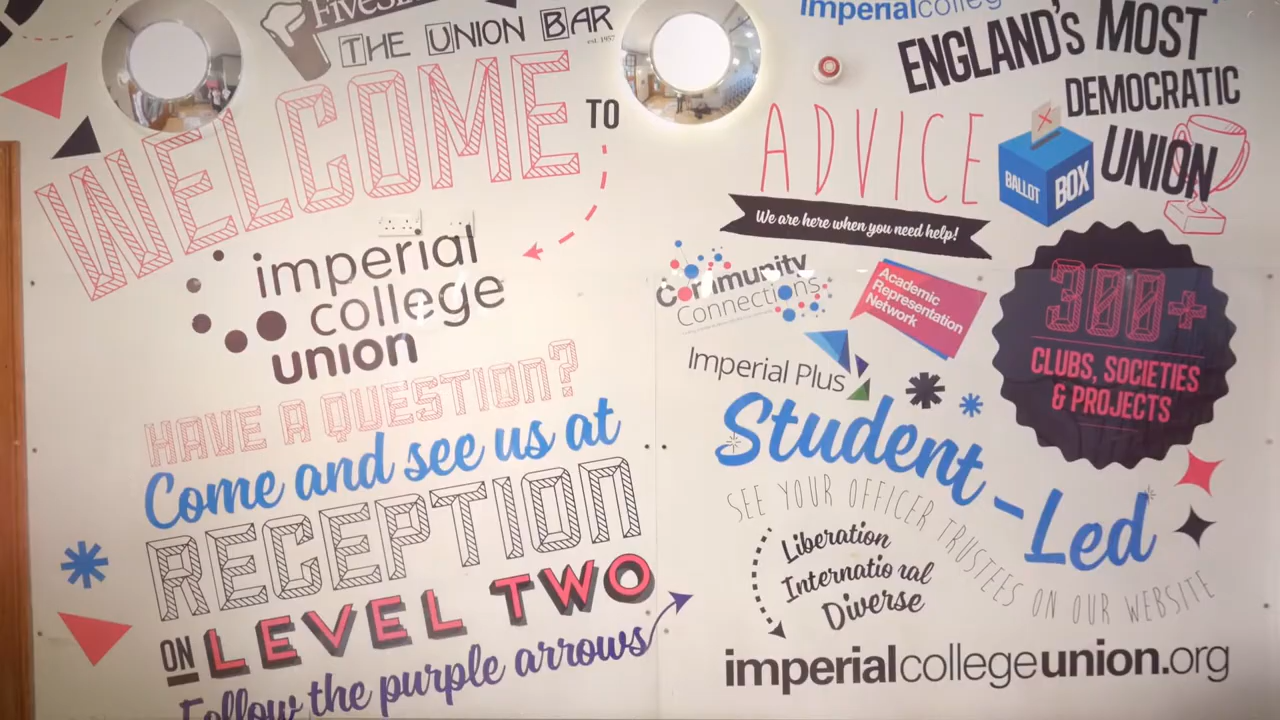 THE UNION BAR
est. 1957
WELCOME
TO
imperial
college
union
HAVE A QUESTION?
Come and see us at
RECEPTION
ON LEVEL TWO
Follow the purple arrows
imperialcolleg
ENGLAND'S MOST
DEMOCRATIC
UNION
BALLOT
BOX
ADVICE
We are here when you need help!
Community
Connections
Academic
Representation
Network
300+
CLUBS, SOCIETIES
& PROJECTS
Imperial Plus
Student-Led
SEE YOUR OFFICER TRUSTEES ON OUR WEBSITE
Liberation
International
Diverse
imperialcollegeunion.org